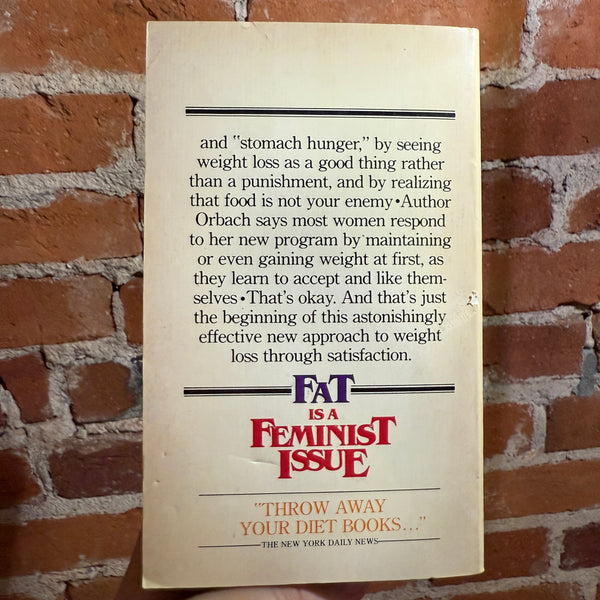 and "stomach hunger," by seeing
weight loss as a good thing rather
than a punishment, and by realizing
that food is not your enemy•Author
Orbach says most women respond
to her new program by maintaining
or even gaining weight at first, as
they learn to accept and like them-
selves•That's okay. And that's just
the beginning of this astonishingly
effective new approach to weight
loss through satisfaction.
FAT
IS A
FEMINIST
ISSUE
"THROW AWAY
YOUR DIET BOOKS..."
THE NEW YORK DAILY NEWS